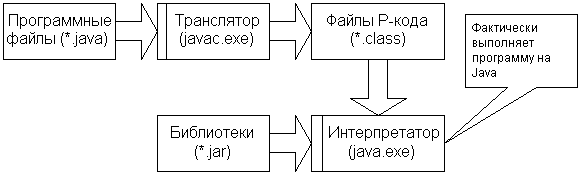 Программные
файлы (*.java)
Транслятор
(javac.exe)
Файлы P-кода
(*.class)
Фактически
выполняет
программу на
Java
Библиотеки
(*.jar)
Интерпретатор
(java.exe)